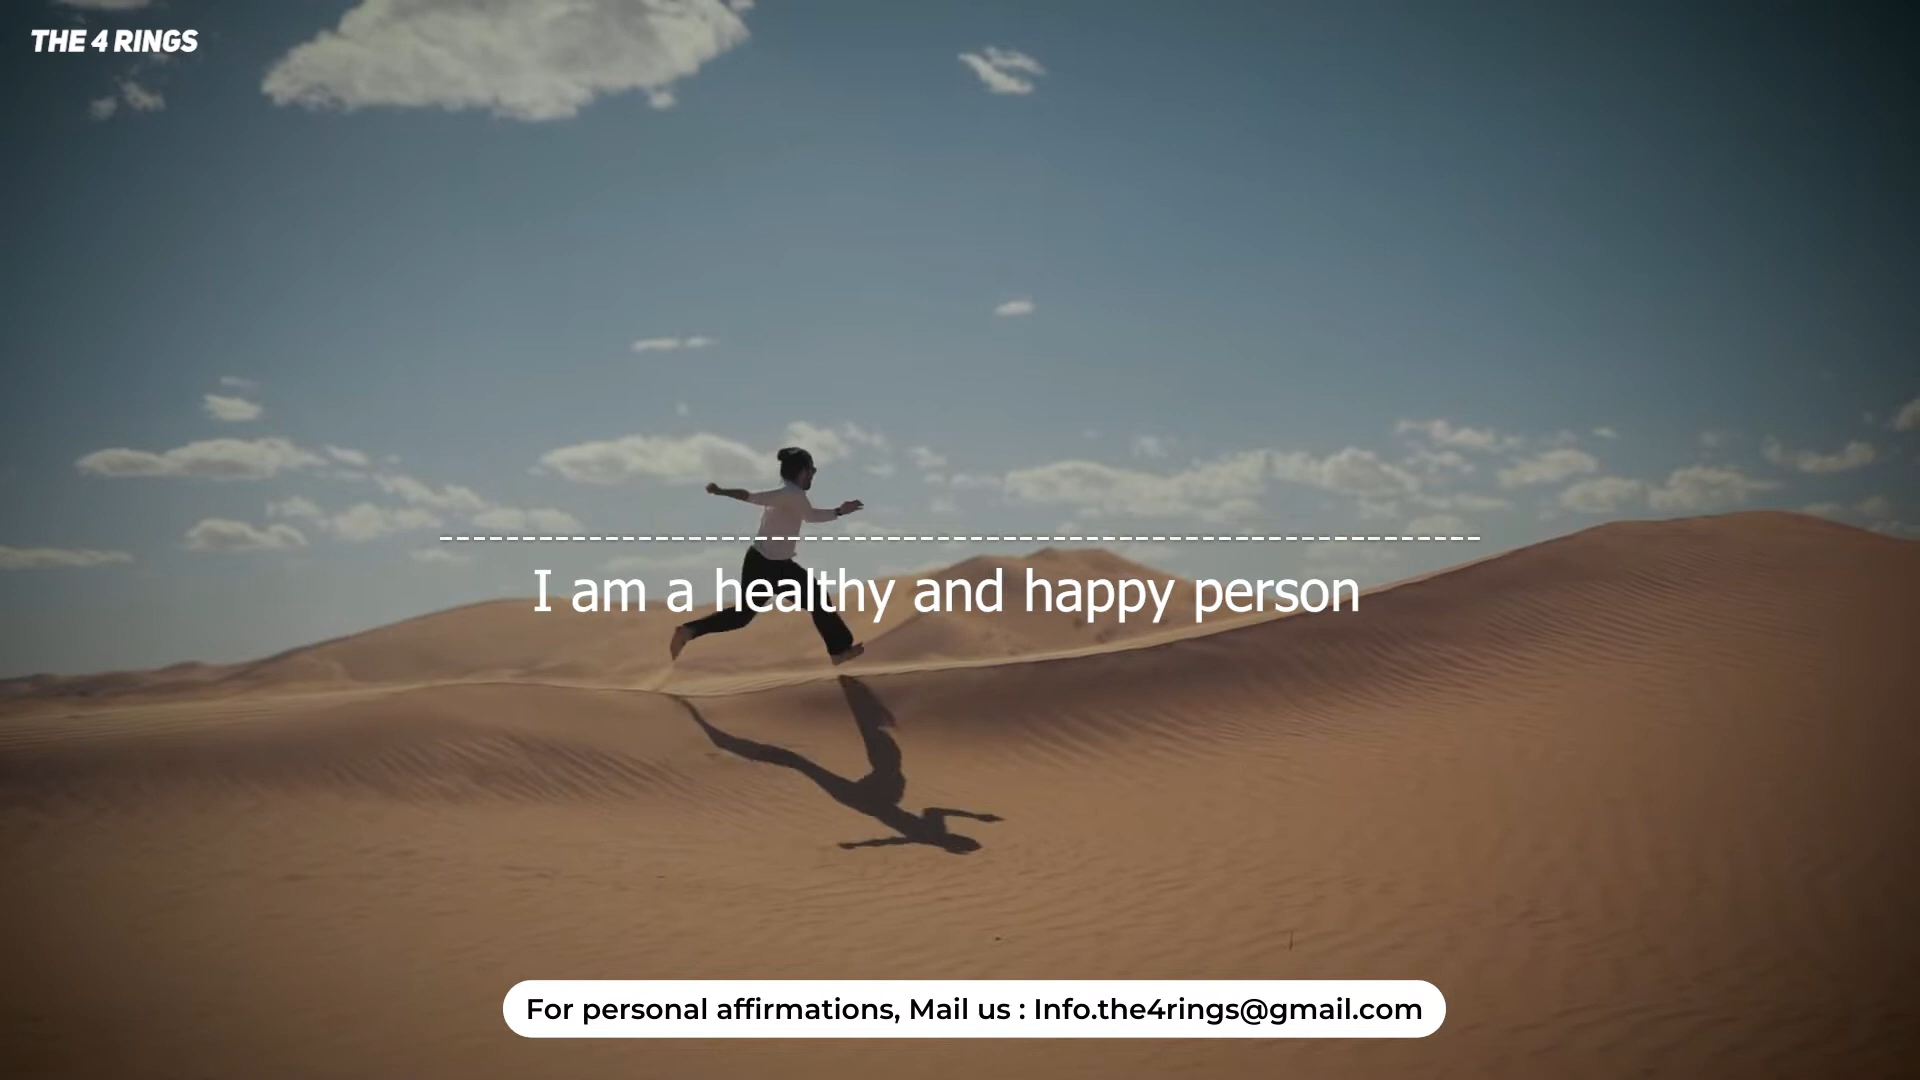 THE 4 RINGS
I am a healthy and happy person
For personal affirmations, Mail us : Info.the4rings@gmail.com